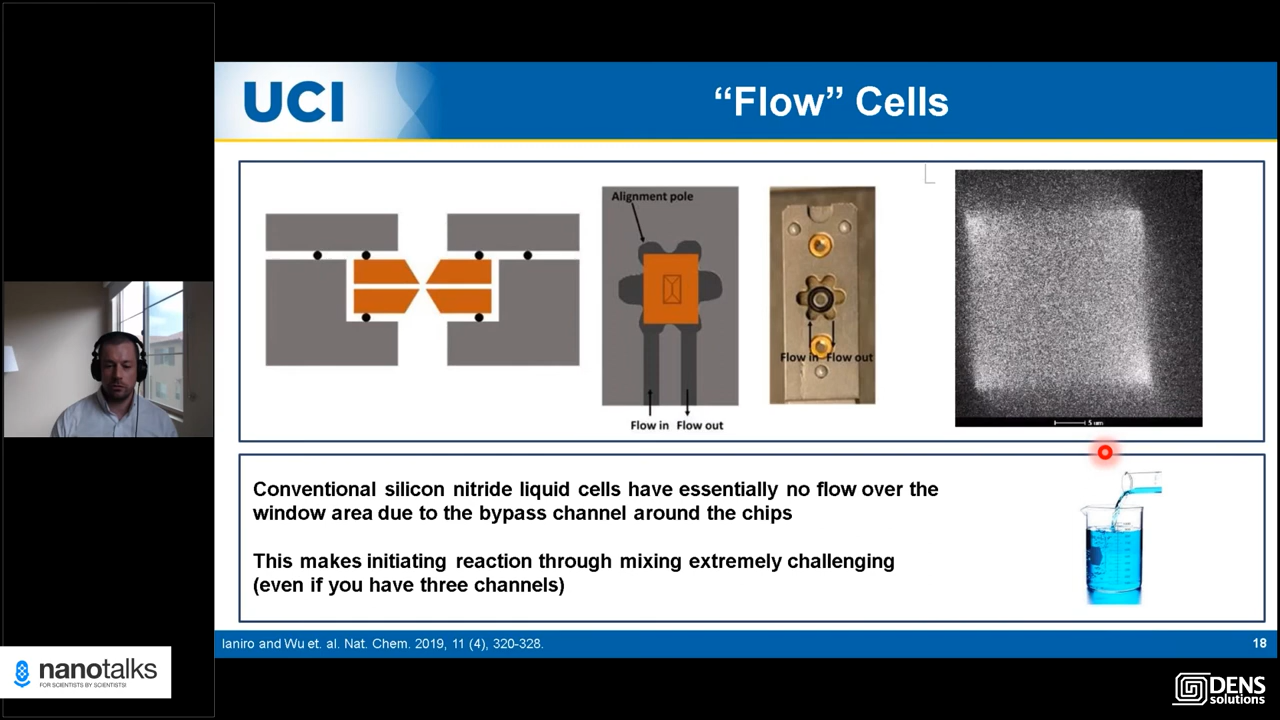 UCI
“Flow” Cells
Alignment pole
Flow in Flow out
Flow in Flow out
5 um
Conventional silicon nitride liquid cells have essentially no flow over the
window area due to the bypass channel around the chips
This makes initiating reaction through mixing extremely challenging
(even if you have three channels)
Ianiro and Wu et. al. Nat. Chem. 2019, 11 (4), 320-328.
18
nanotalks
FOR SCIENTISTS BY SCIENTISTS!
DENS
solutions